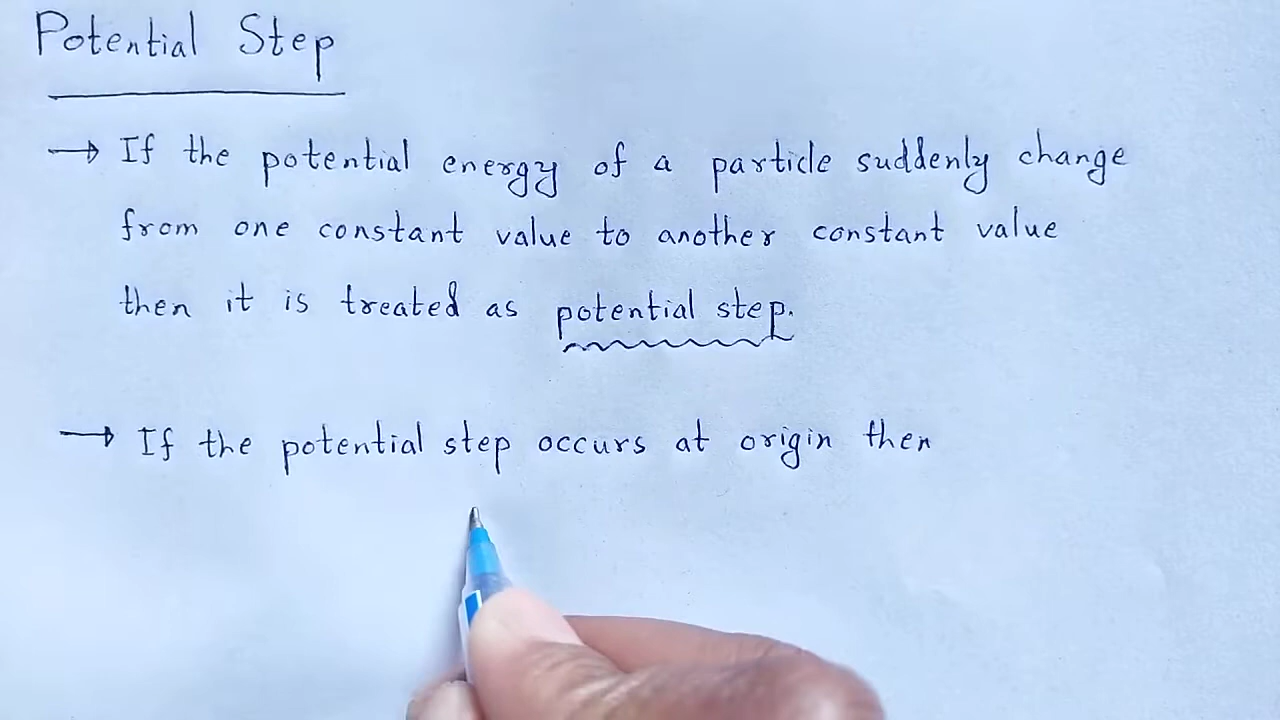 Potential Step
→ If the potential energy of a particle suddenly change
from one constant value to another constant value
then it is treated as potential step.
→ If the potential step occurs at origin then